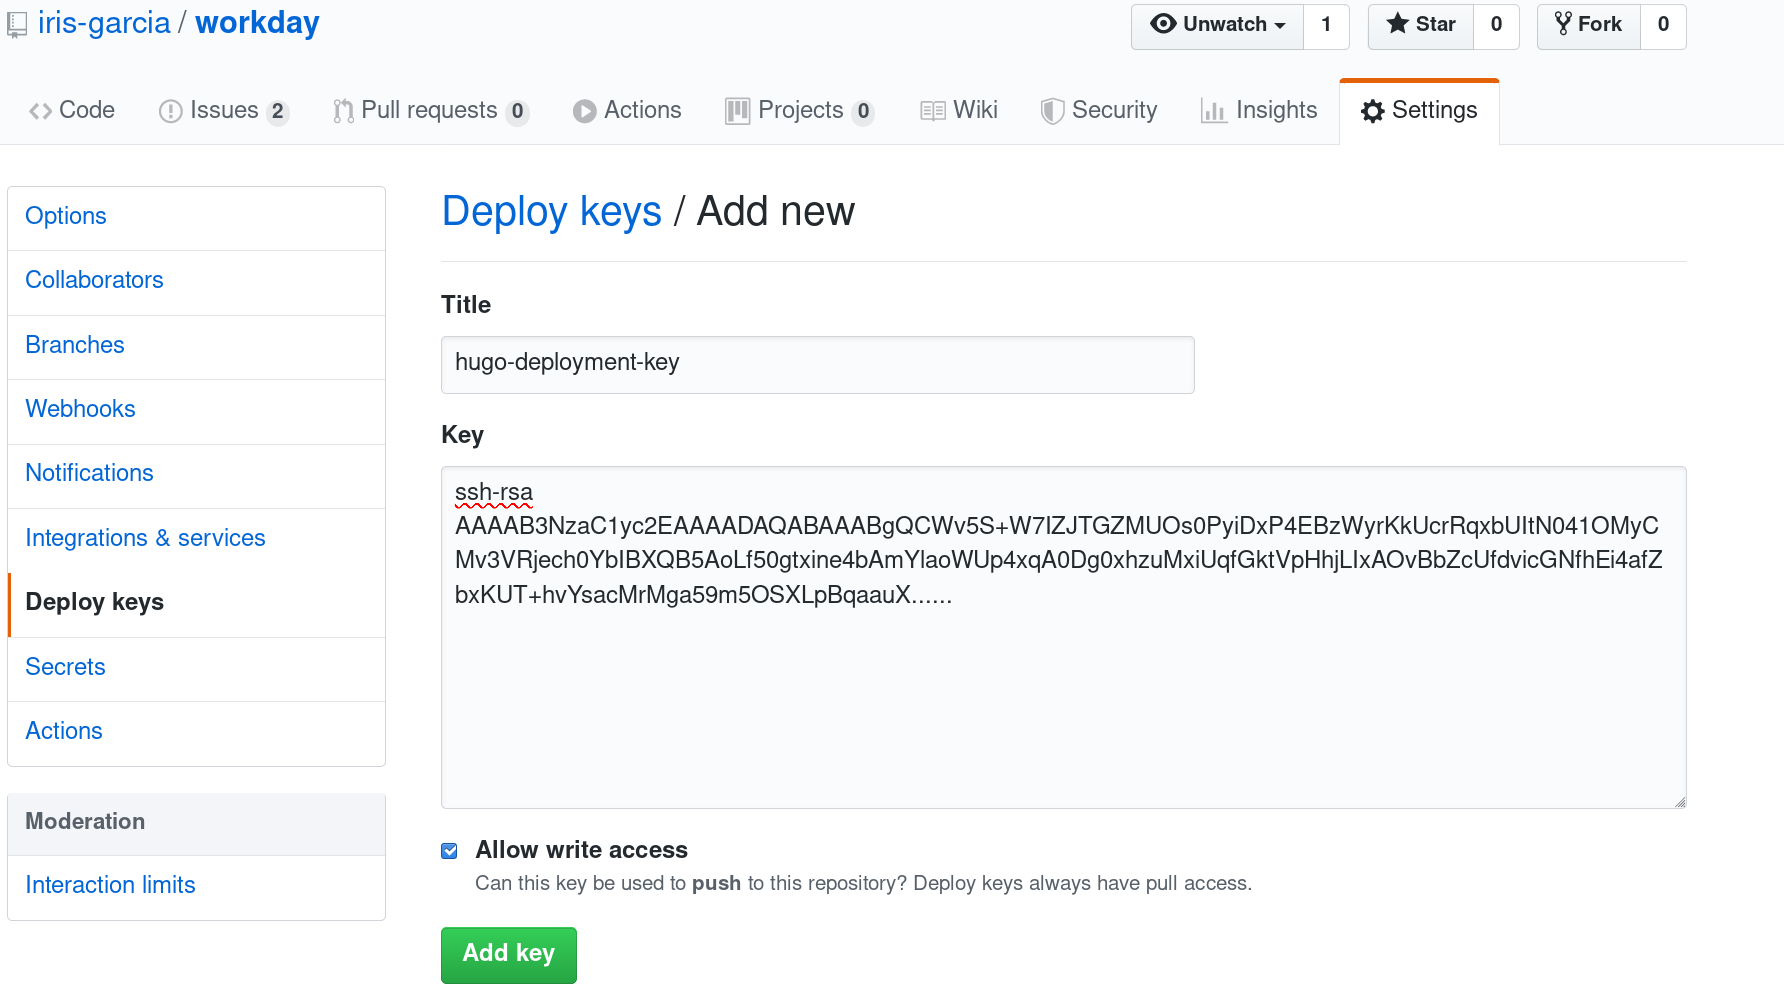 iris-garcia / workday
Unwatch 1 Star 0 Fork 0
Code Issues 2 Pull requests 0 Actions Projects 0 Wiki Security Insights Settings
Options
Collaborators
Branches
Webhooks
Notifications
Integrations & services
Deploy keys
Secrets
Actions
Moderation
Interaction limits
Deploy keys / Add new
Title
hugo-deployment-key
Key
ssh-rsa
AAAAB3NzaC1yc2EAAAADAQABAAABgQCWv5S+W7IZJTGZMUOs0PyiDxP4EBzWyrKkUcrRqxbUItN041OMyC
Mv3VRjech0YbIBXQB5AoLf50gtxine4bAmYlaoWUp4xqA0Dg0xhzuMxiUqfGktVpHhjLIxAOvBbZcUfdvicGNfhEi4afZ
bxKUT+hvYsacMrMga59m5OSXLpBqaauX......
Allow write access
Can this key be used to push to this repository? Deploy keys always have pull access.
Add key